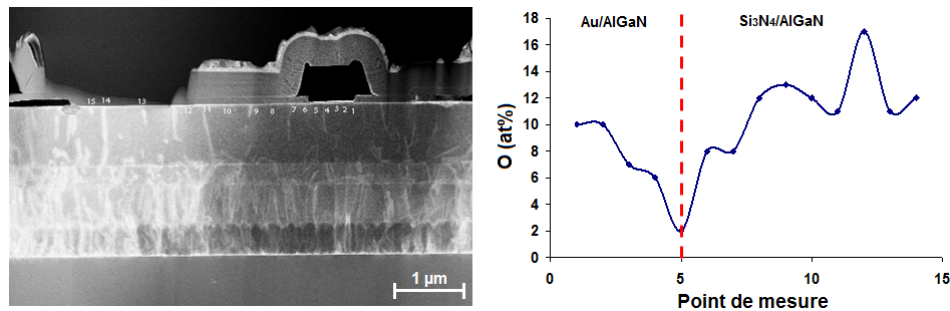 15 14 13 12 11 10 9 8 7 6 5 4 3 2 1
1 µm
Au/AlGaN
Si₃N₄/AlGaN
O (at%)
18
16
14
12
10
8
6
4
2
0
0 5 10 15
Point de mesure